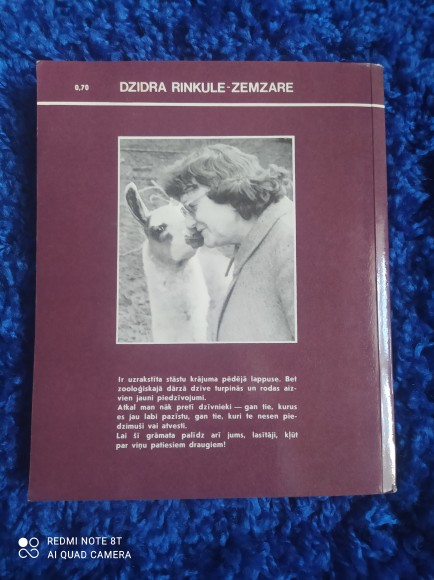 0,70 DZIDRA RINKULE-ZEMZARE
Ir uzrakstīta stāstu krājuma pēdējā lappuse. Bet
zooloģiskajā dārzā dzīve turpinās un rodas aiz-
vien jauni piedzīvojumi.
Atkal man nāk pretī dzīvnieki — gan tie, kurus
es jau labi pazīstu, gan tie, kuri te nesen pie-
dzimuši vai atvesti.
Lai šī grāmata palīdz arī jums, lasītāji, kļūt
par viņu patiesiem draugiem!
REDMI NOTE 8T
AI QUAD CAMERA